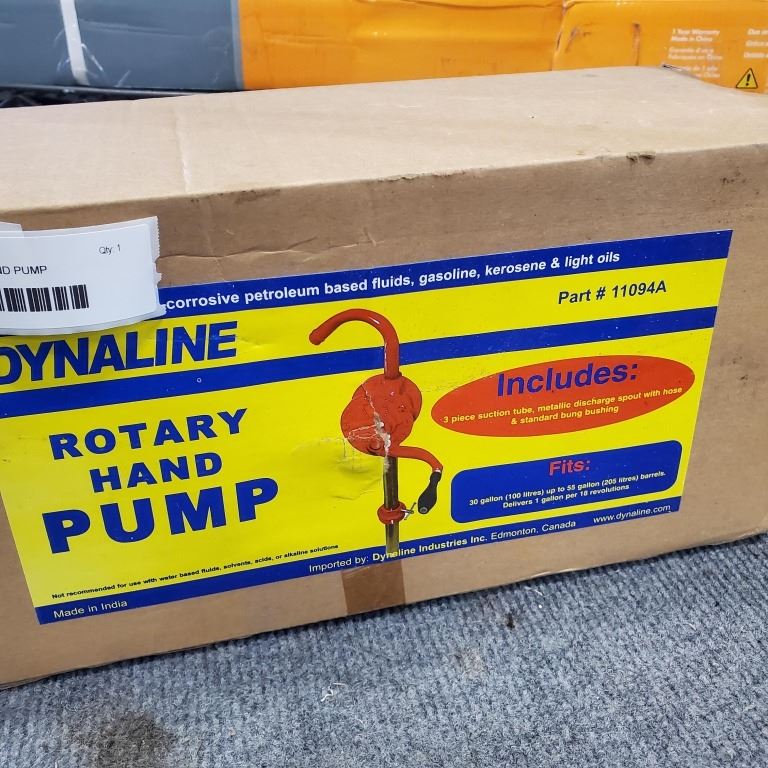 1 Year Warranty
Made in China
Qty: 1
PUMP
corrosive petroleum based fluids, gasoline, kerosene & light oils
Part # 11094A
DYNALINE
ROTARY
HAND
PUMP
Includes:
3 piece suction tube, metallic discharge spout with hose
& standard bung bushing
Fits:
30 gallon (100 litres) up to 55 gallon (205 litres) barrels.
Delivers 1 gallon per 18 revolutions
Not recommended for use with water based fluids, solvents, acids, or alkaline solutions
Imported by: Dynaline Industries Inc. Edmonton, Canada www.dynaline.com
Made in India